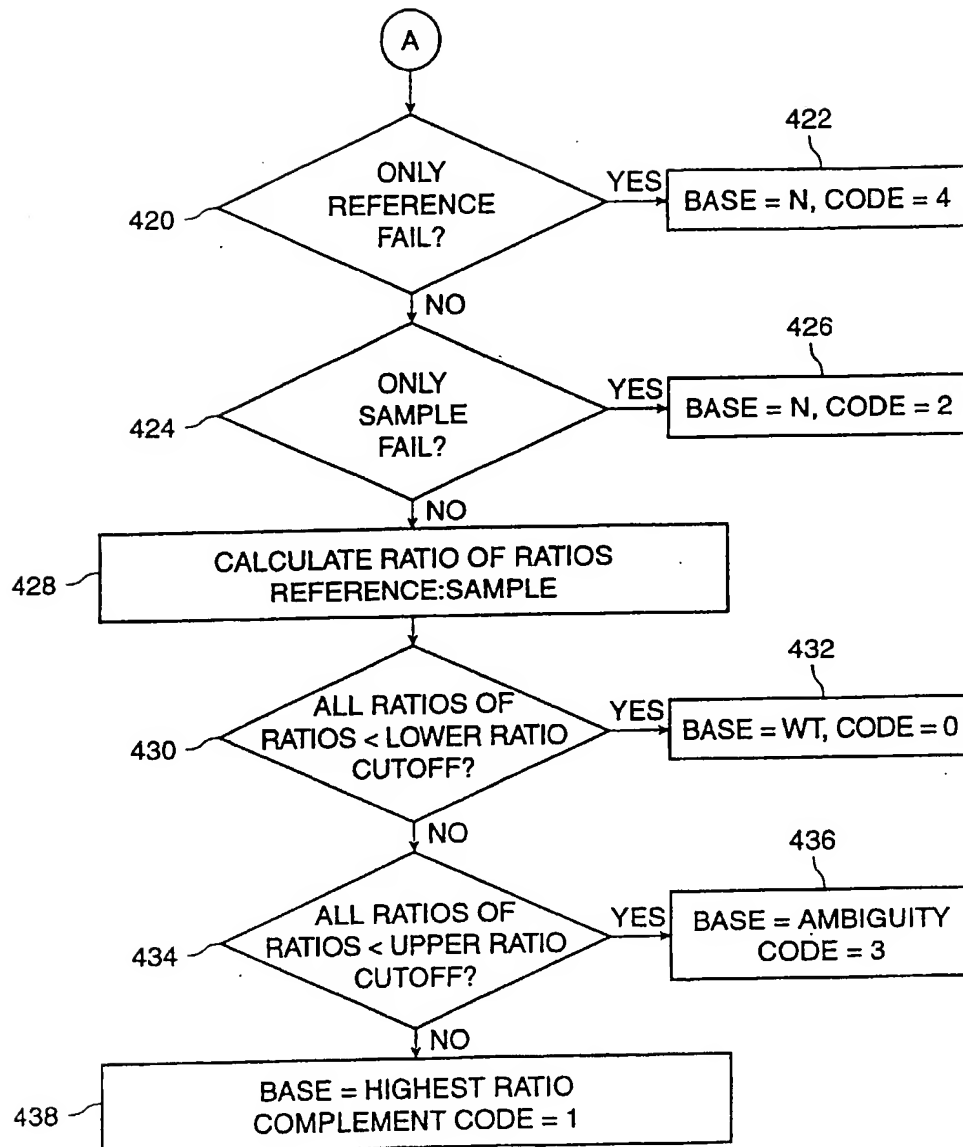 A
ONLY
REFERENCE
FAIL?
420
YES
422
BASE = N, CODE = 4
NO
ONLY
SAMPLE
FAIL?
424
YES
426
BASE = N, CODE = 2
NO
CALCULATE RATIO OF RATIOS
REFERENCE:SAMPLE
428
ALL RATIOS OF
RATIOS < LOWER RATIO
CUTOFF?
430
YES
432
BASE = WT, CODE = 0
NO
ALL RATIOS OF
RATIOS < UPPER RATIO
CUTOFF?
434
YES
436
BASE = AMBIGUITY
CODE = 3
NO
BASE = HIGHEST RATIO
COMPLEMENT CODE = 1
438